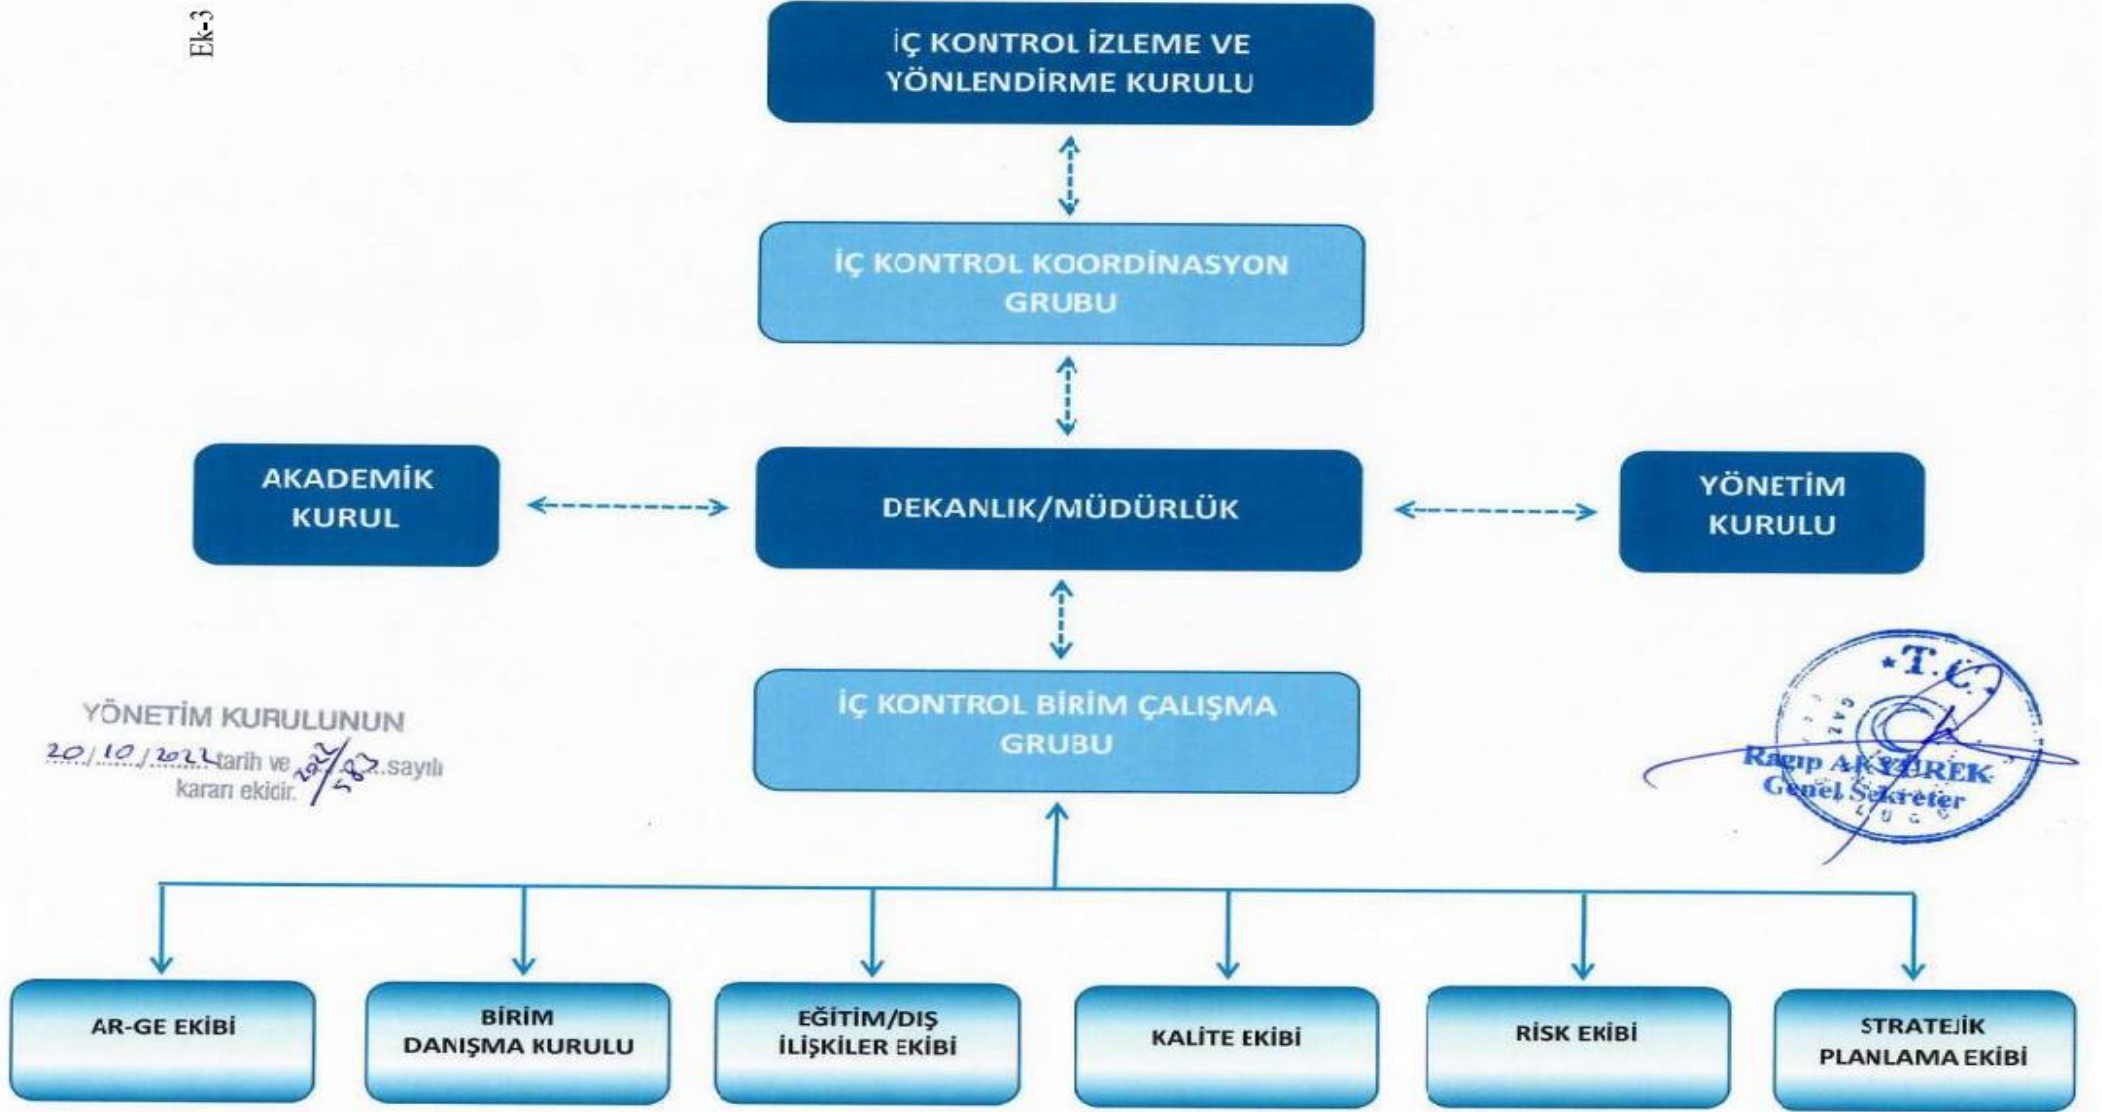 Ek-3
İÇ KONTROL İZLEME VE
YÖNLENDİRME KURULU
İÇ KONTROL KOORDİNASYON
GRUBU
AKADEMİK
KURUL
DEKANLIK/MÜDÜRLÜK
YÖNETİM
KURULU
İÇ KONTROL BİRİM ÇALIŞMA
GRUBU
YÖNETİM KURULUNUN
20/10/2022 tarih ve 2022/583 sayılı
kararı ekidir.
T.C.
Ragıp AKYÜREK
Genel Sekreter
AR-GE EKİBİ
BİRİM
DANIŞMA KURULU
EĞİTİM/DIŞ
İLİŞKİLER EKİBİ
KALİTE EKİBİ
RİSK EKİBİ
STRATEJİK
PLANLAMA EKİBİ